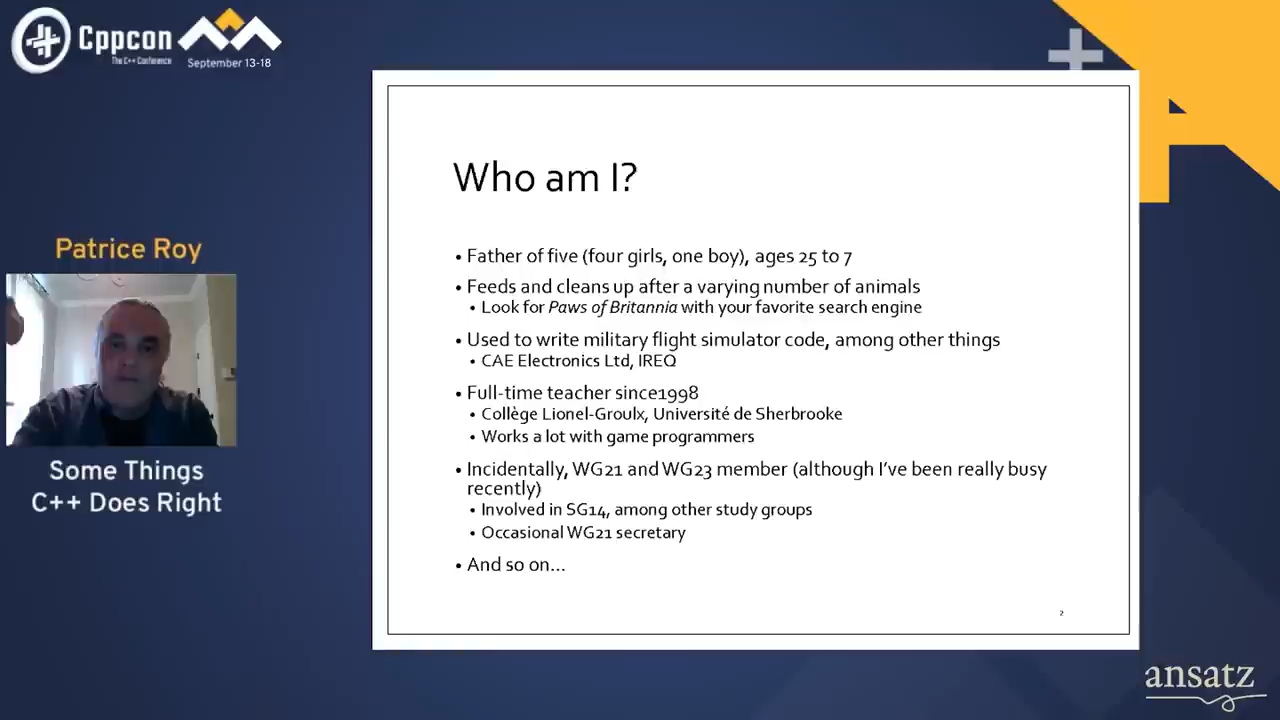 Cppcon
The C++ Conference
September 13-18
Patrice Roy
Some Things
C++ Does Right
Who am I?
• Father of five (four girls, one boy), ages 25 to 7
• Feeds and cleans up after a varying number of animals
• Look for Paws of Britannia with your favorite search engine
• Used to write military flight simulator code, among other things
• CAE Electronics Ltd, IREQ
• Full-time teacher since1998
• Collège Lionel-Groulx, Université de Sherbrooke
• Works a lot with game programmers
• Incidentally, WG21 and WG23 member (although I've been really busy
recently)
• Involved in SG14, among other study groups
• Occasional WG21 secretary
• And so on…
2
ansatz